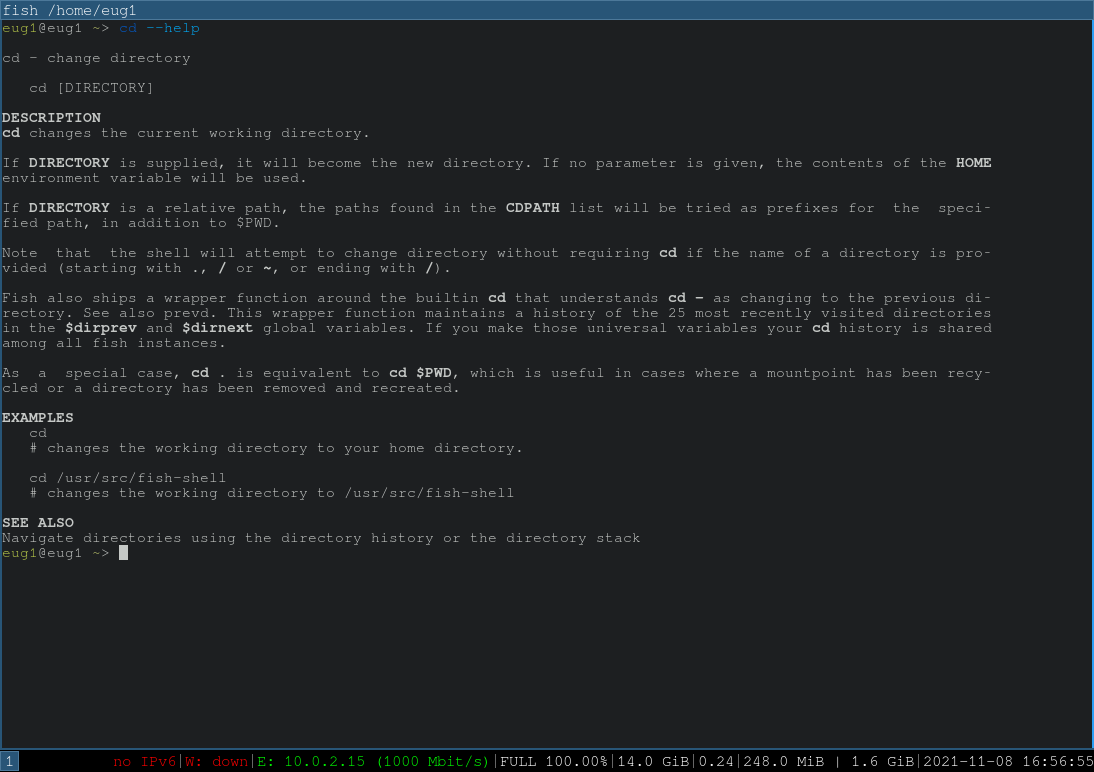 fish /home/eug1
eug1@eug1 ~> cd --help
cd - change directory
cd [DIRECTORY]
DESCRIPTION
cd changes the current working directory.
If DIRECTORY is supplied, it will become the new directory. If no parameter is given, the contents of the HOME
environment variable will be used.
If DIRECTORY is a relative path, the paths found in the CDPATH list will be tried as prefixes for  the  speci-
fied path, in addition to $PWD.
Note  that  the shell will attempt to change directory without requiring cd if the name of a directory is pro-
vided (starting with ., / or ~, or ending with /).
Fish also ships a wrapper function around the builtin cd that understands cd - as changing to the previous di-
rectory. See also prevd. This wrapper function maintains a history of the 25 most recently visited directories
in the $dirprev and $dirnext global variables. If you make those universal variables your cd history is shared
among all fish instances.
As  a  special case, cd . is equivalent to cd $PWD, which is useful in cases where a mountpoint has been recy-
cled or a directory has been removed and recreated.
EXAMPLES
cd
# changes the working directory to your home directory.
cd /usr/src/fish-shell
# changes the working directory to /usr/src/fish-shell
SEE ALSO
Navigate directories using the directory history or the directory stack
eug1@eug1 ~>
1 no IPv6|W: down|E: 10.0.2.15 (1000 Mbit/s)|FULL 100.00%|14.0 GiB|0.24|248.0 MiB | 1.6 GiB|2021-11-08 16:56:55